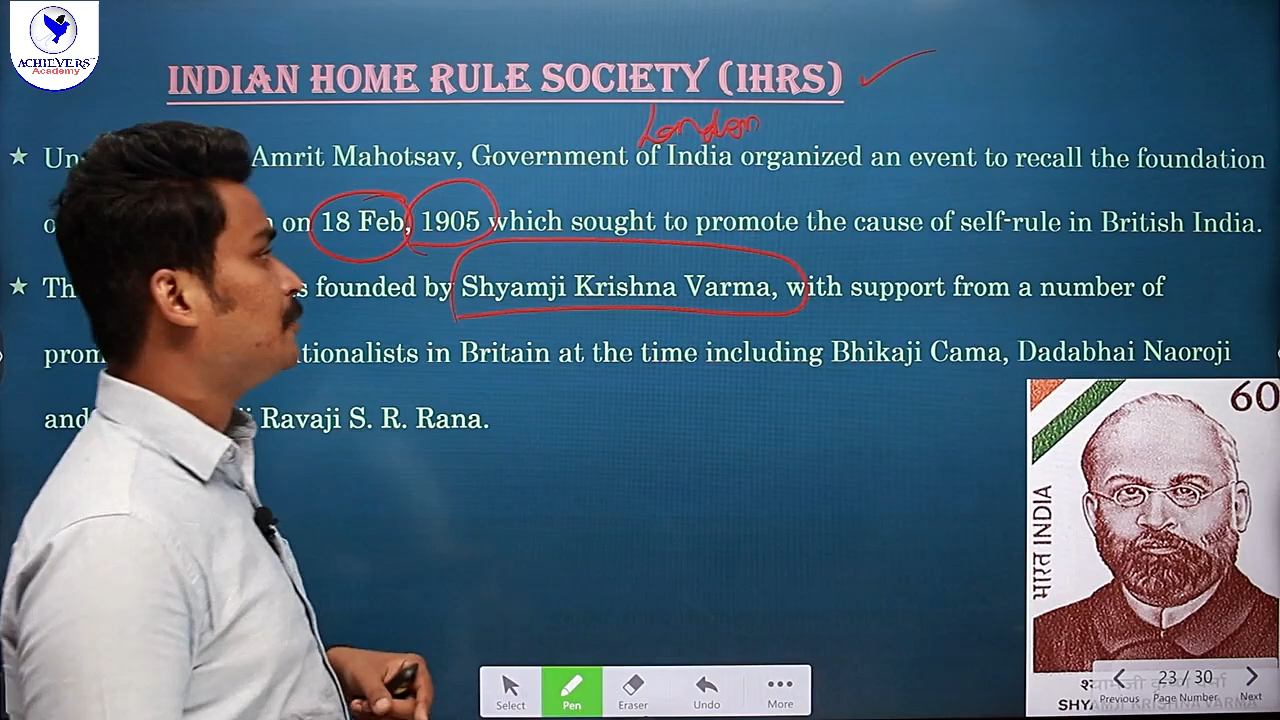 ACHIEVERS
Academy
INDIAN HOME RULE SOCIETY (IHRS)
London
Amrit Mahotsav, Government of India organized an event to recall the foundation
on 18 Feb, 1905 which sought to promote the cause of self-rule in British India.
founded by Shyamji Krishna Varma, with support from a number of
in Britain at the time including Bhikaji Cama, Dadabhai Naoroji
and Ravaji S. R. Rana.
60
भारत INDIA
Select
Pen
Eraser
Undo
More
Previous
23 / 30
Page Number
Next